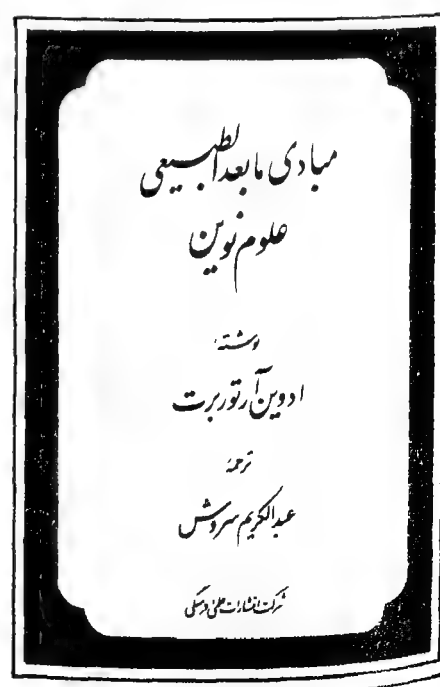 مبادی مابعدالطبیعی
علوم نوین
نوشته
ادوین آرتور برت
ترجمهٔ
عبدالکریم سروش
شرکت انتشارات علمی و فرهنگی